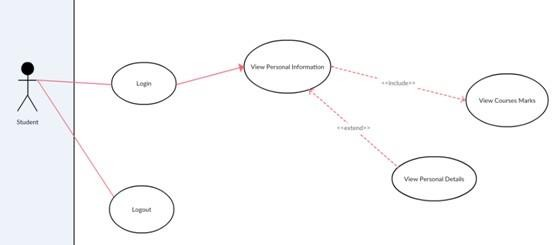 View Personal Information
Login
<<include>>
View Courses Marks
Student
<<extend>>
View Personal Details
Logout